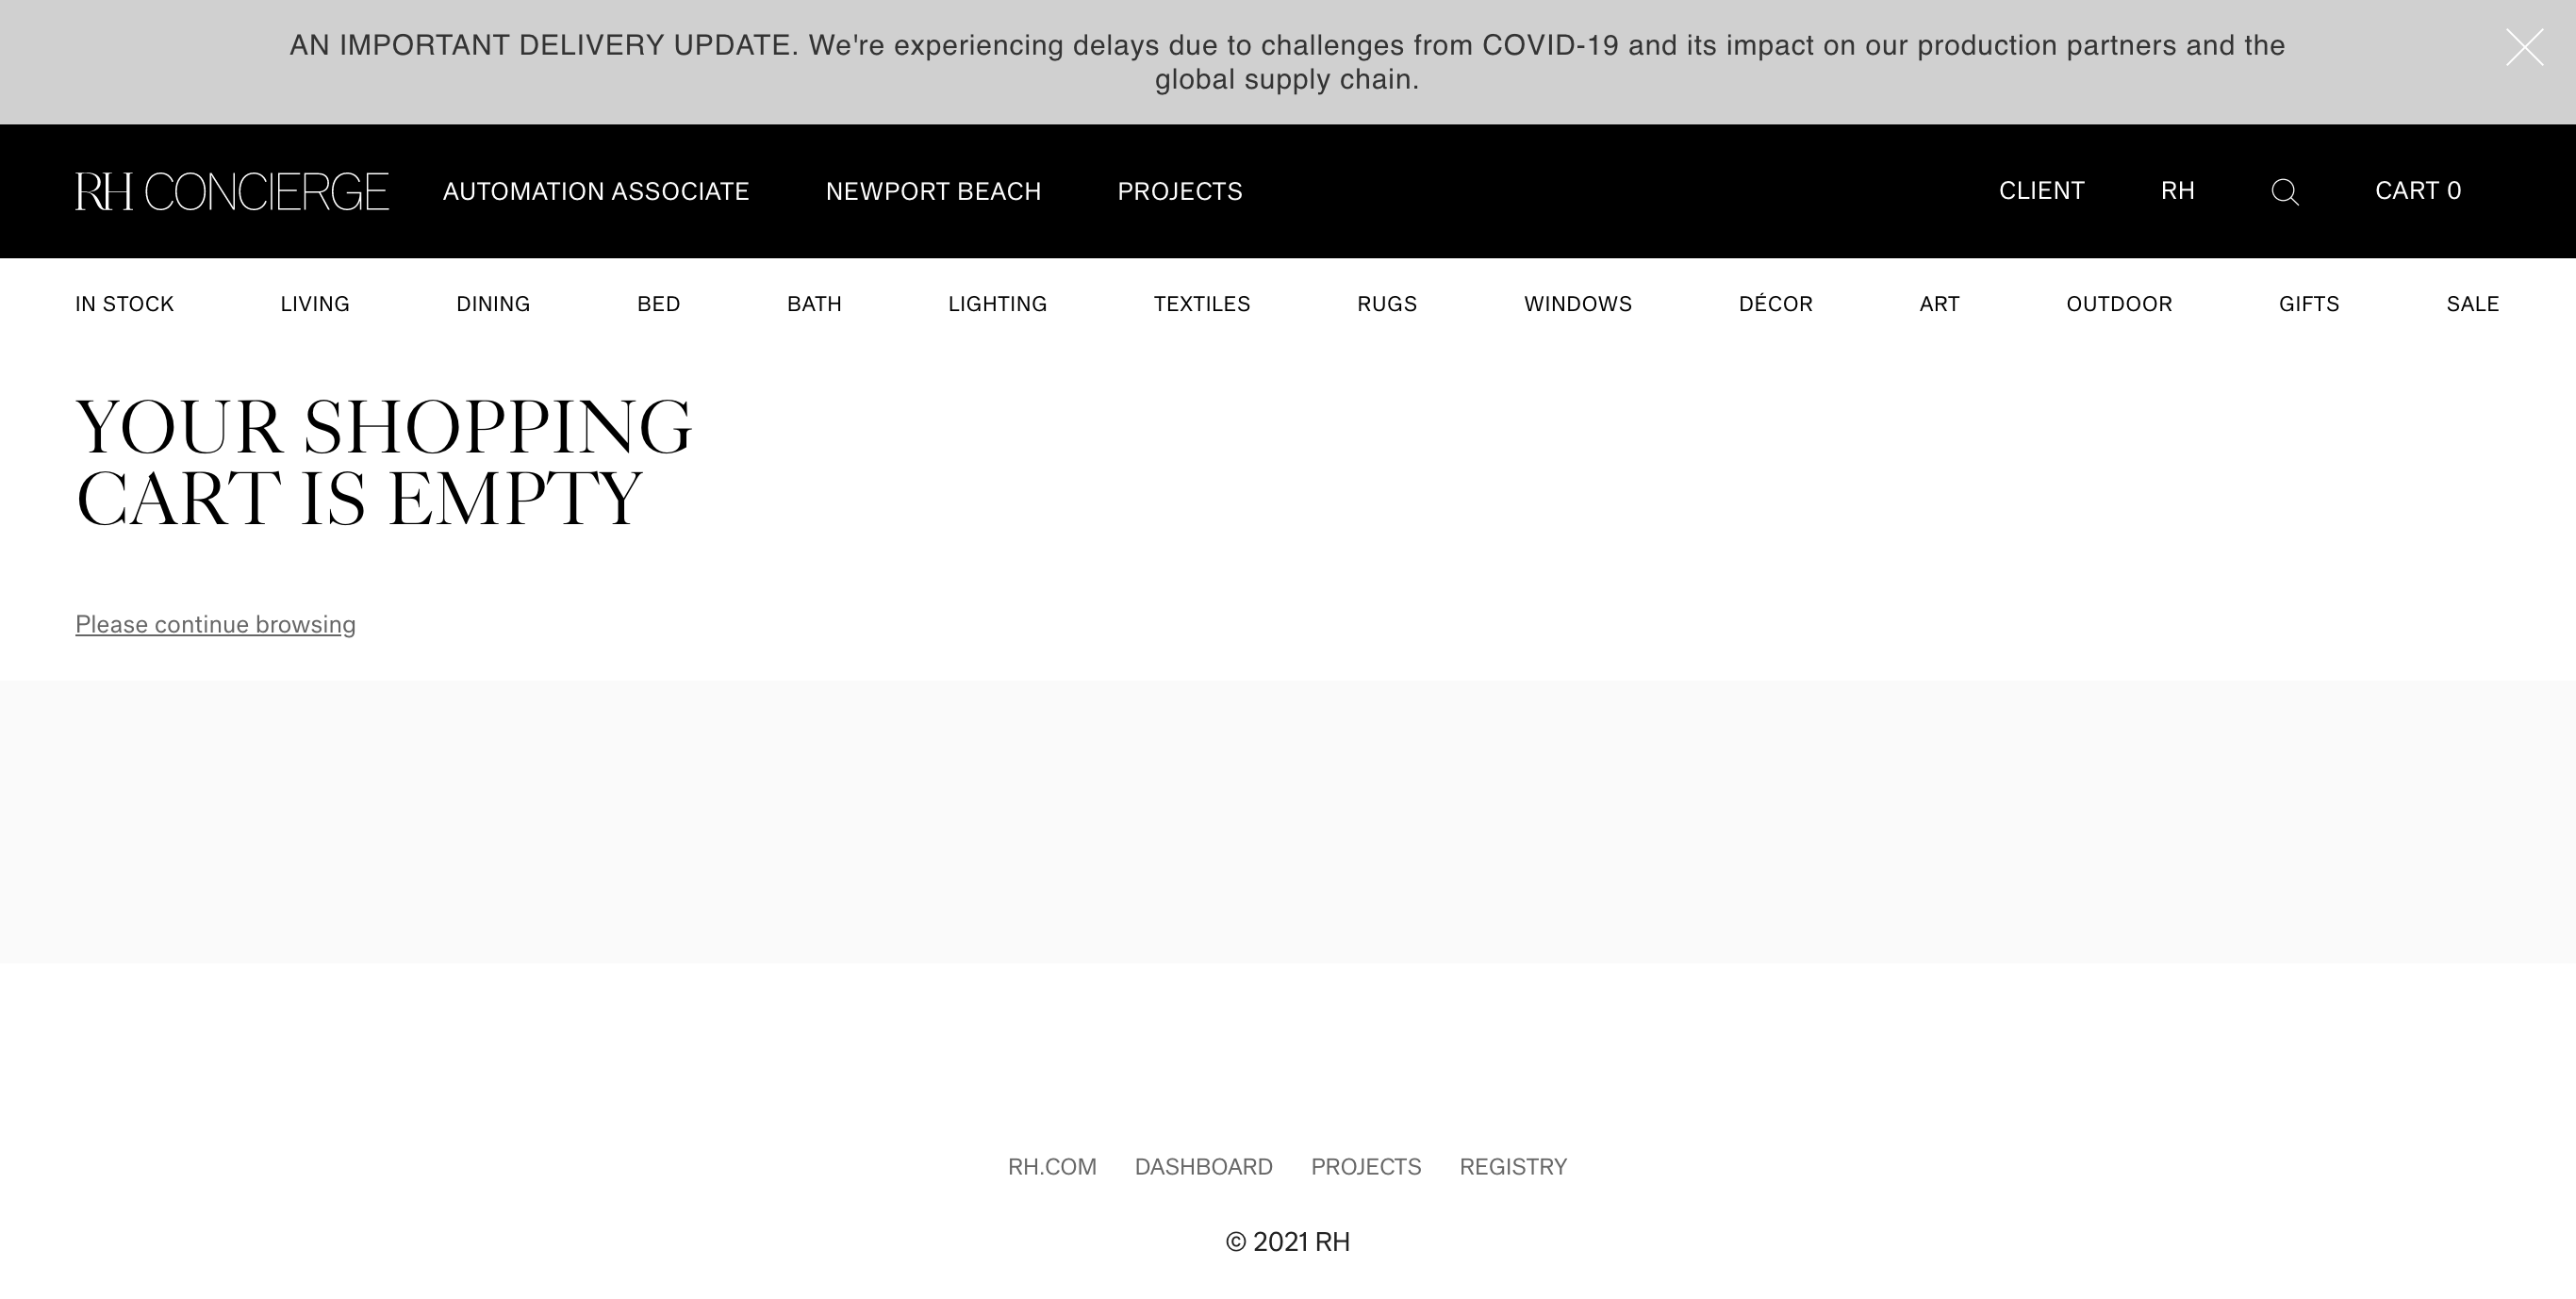 AN IMPORTANT DELIVERY UPDATE. We're experiencing delays due to challenges from COVID-19 and its impact on our production partners and the
global supply chain.
RH CONCIERGE AUTOMATION ASSOCIATE NEWPORT BEACH PROJECTS CLIENT RH CART 0
IN STOCK LIVING DINING BED BATH LIGHTING TEXTILES RUGS WINDOWS DÉCOR ART OUTDOOR GIFTS SALE
YOUR SHOPPING
CART IS EMPTY
Please continue browsing
RH.COM DASHBOARD PROJECTS REGISTRY
© 2021 RH